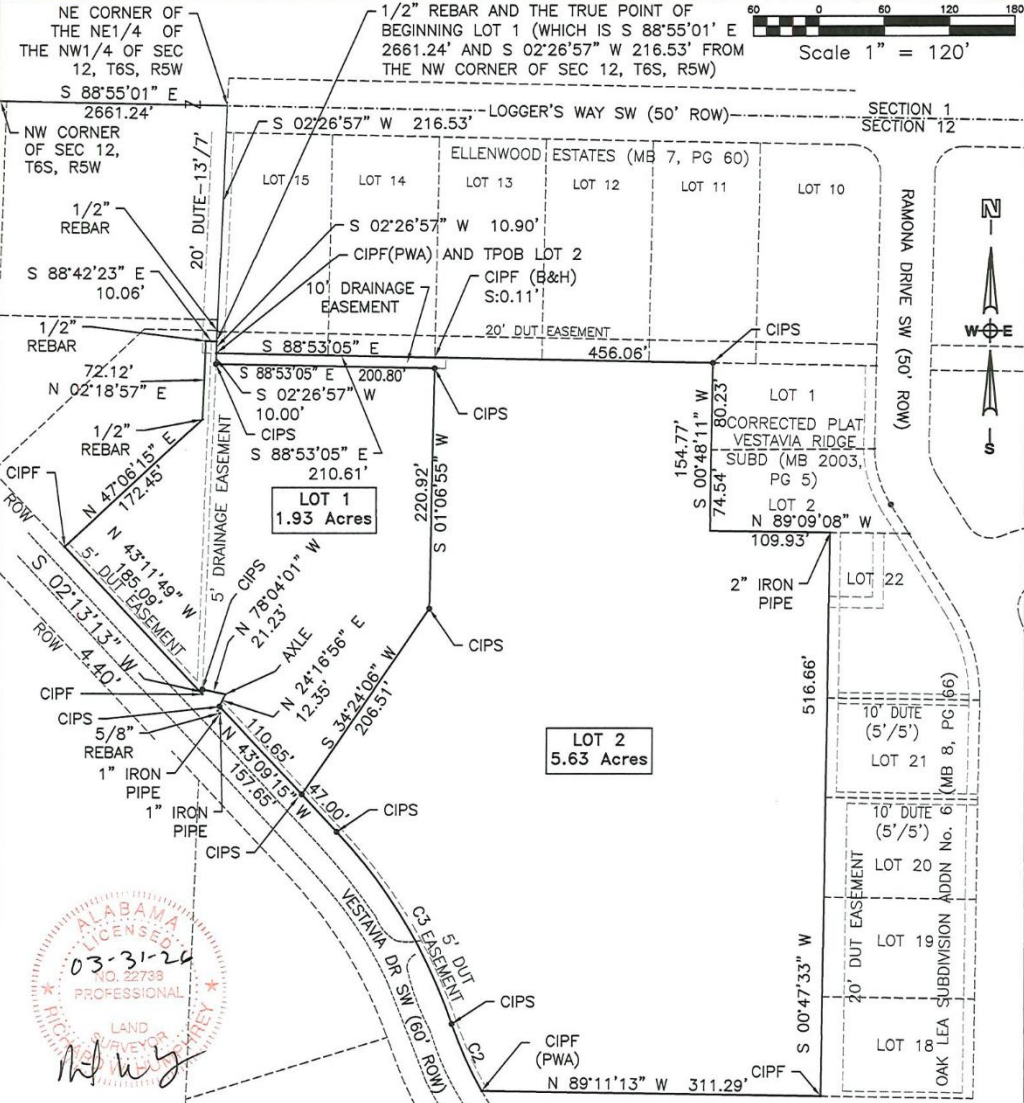 NE CORNER OF
THE NE1/4 OF
THE NW1/4 OF SEC
12, T6S, R5W
1/2" REBAR AND THE TRUE POINT OF
BEGINNING LOT 1 (WHICH IS S 88°55'01" E
2661.24' AND S 02°26'57" W 216.53' FROM
THE NW CORNER OF SEC 12, T6S, R5W)
60 0 60 120 180
Scale 1" = 120'
S 88°55'01" E
2661.24'
NW CORNER
OF SEC 12,
T6S, R5W
S 02°26'57" W 216.53'
LOGGER'S WAY SW (50' ROW)
SECTION 1
SECTION 12
ELLENWOOD ESTATES (MB 7, PG 60)
LOT 15
LOT 14
LOT 13
LOT 12
LOT 11
LOT 10
RAMONA DRIVE SW (50' ROW)
N
W E
S
20' DUTE-13'/7'
1/2"
REBAR
S 02°26'57" W 10.90'
CIPF(PWA) AND TPOB LOT 2
S 88°42'23" E
10.06'
10' DRAINAGE
EASEMENT
CIPF (B&H)
S:0.11'
20' DUT EASEMENT
CIPS
1/2"
REBAR
S 88°53'05" E
456.06'
72.12'
N 02°18'57" E
S 88°53'05" E 200.80'
S 02°26'57" W
10.00'
CIPS
CIPS
S 88°53'05" E
210.61'
1/2"
REBAR
CIPF
N 47°06'15" E
172.45'
5' DRAINAGE EASEMENT
LOT 1
1.93 Acres
220.92'
S 01°06'55" W
154.77'
S 00°48'11" W
80.23'
74.54'
LOT 1
CORRECTED PLAT
VESTAVIA RIDGE
SUBD (MB 2003,
PG 5)
LOT 2
N 89°09'08" W
109.93'
2" IRON
PIPE
LOT 22
ROW
N 43°11'49" W
185.09'
5' DUT EASEMENT
S 02°13'13" W
4.40'
ROW
CIPS
N 78°04'01" W
21.23'
AXLE
N 24°16'56" E
12.35'
CIPS
S 34°24'06" W
206.51'
CIPF
CIPS
5/8"
REBAR
1" IRON
PIPE
1" IRON
PIPE
110.65'
N 43°09'15" W
157.65'
47.00'
CIPS
CIPS
LOT 2
5.63 Acres
516.66'
S 00°47'33" W
10' DUTE
(5'/5')
LOT 21
10' DUTE
(5'/5')
LOT 20
LOT 19
LOT 18
20' DUT EASEMENT
OAK LEA SUBDIVISION ADDN No. 6 (MB 8, PG 66)
VESTAVIA DR SW (60' ROW)
C3
5' DUT
EASEMENT
CIPS
C2
CIPF
(PWA)
N 89°11'13" W 311.29'
CIPF
ALABAMA
LICENSED
03-31-26
NO. 22738
PROFESSIONAL
LAND
SURVEYOR
RICHARD W. HUMPHREY